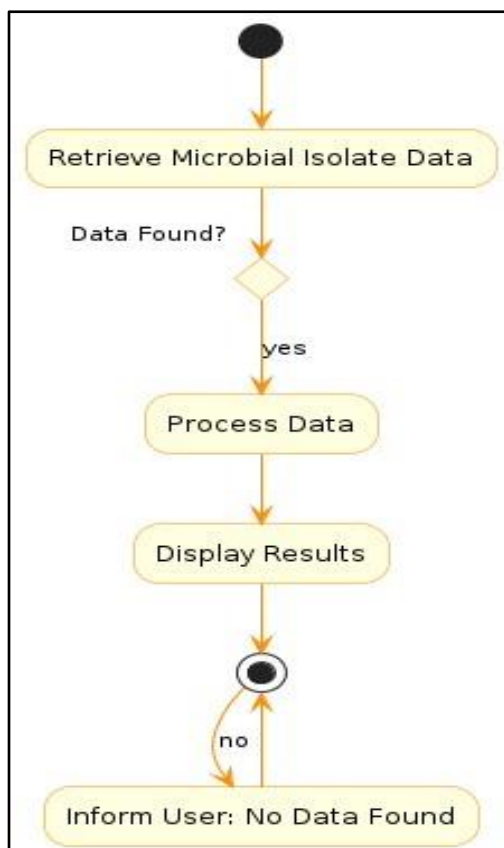 Retrieve Microbial Isolate Data
Data Found?
yes
Process Data
Display Results
no
Inform User: No Data Found